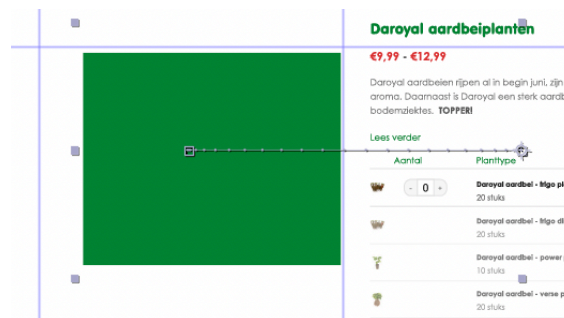 Daroyal aardbeiplanten
€9,99 - €12,99
Daroyal aardbeien rijpen al in begin juni, zijn
aroma. Daarnaast is Daroyal een sterk aardb
bodemziektes. TOPPER!
Lees verder
Aantal Planttype
- 0 + Daroyal aardbei - frigo pl
20 stuks
Daroyal aardbei - frigo di
20 stuks
Daroyal aardbei - power p
10 stuks
Daroyal aardbei - verse p
20 stuks